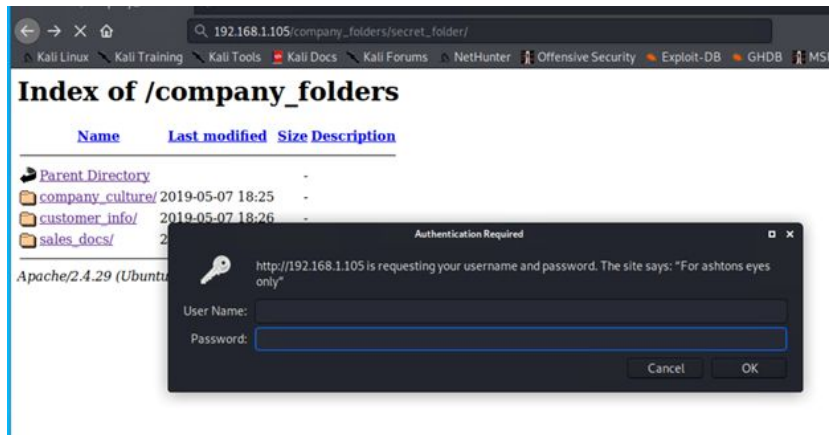 192.168.1.105/company_folders/secret_folder/
Kali Linux Kali Training Kali Tools Kali Docs Kali Forums NetHunter Offensive Security Exploit-DB GHDB MSF
Index of /company_folders
Name Last modified Size Description
Parent Directory -
company_culture/ 2019-05-07 18:25 -
customer_info/ 2019-05-07 18:26 -
sales_docs/ 2
Apache/2.4.29 (Ubuntu
Authentication Required
http://192.168.1.105 is requesting your username and password. The site says: "For ashtons eyes
only"
User Name:
Password:
Cancel OK